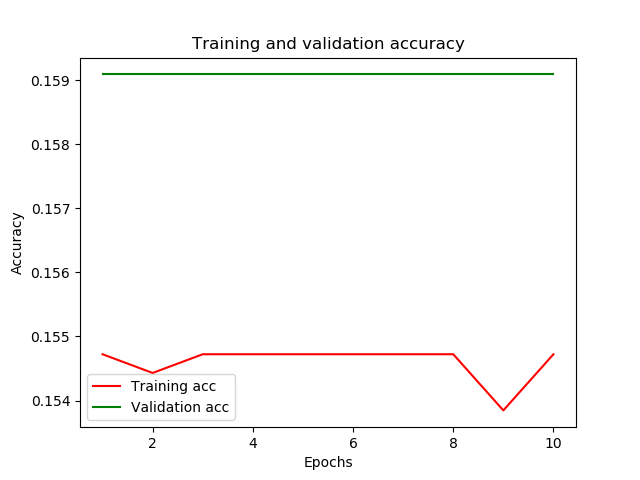 Training and validation accuracy
0.159
0.158
0.157
0.156
0.155
0.154
Accuracy
Training acc
Validation acc
2 4 6 8 10
Epochs